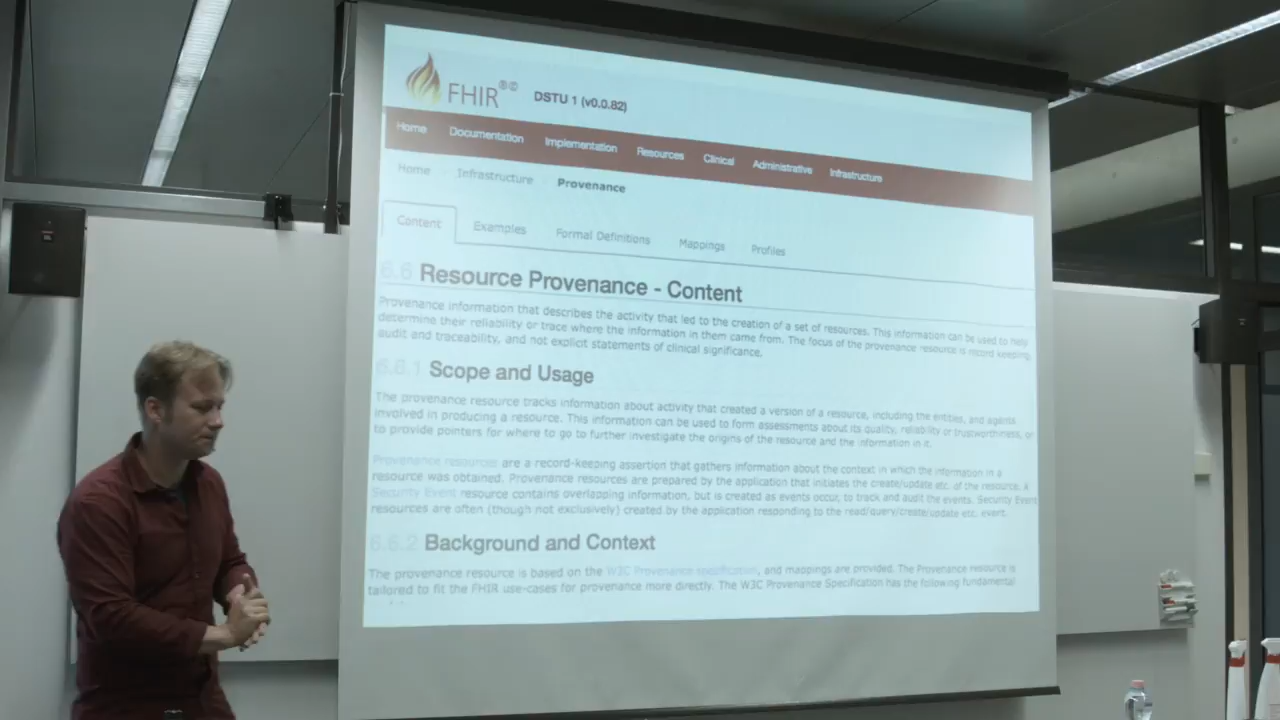 FHIR®© DSTU 1 (v0.0.82)
Home Documentation Implementation Resources Clinical Administrative Infrastructure
Home Infrastructure Provenance
Content Examples Formal Definitions Mappings Profiles
6.6 Resource Provenance - Content
Provenance information that describes the activity that led to the creation of a set of resources. This information can be used to help
determine their reliability or trace where the information in them came from. The focus of the provenance resource is record keeping,
audit and traceability, and not explicit statements of clinical significance.
6.6.1 Scope and Usage
The provenance resource tracks information about activity that created a version of a resource, including the entities, and agents
involved in producing a resource. This information can be used to form assessments about its quality, reliability or trustworthiness, or
to provide pointers for where to go to further investigate the origins of the resource and the information in it.
Provenance resources are a record-keeping assertion that gathers information about the context in which the information in a
resource was obtained. Provenance resources are prepared by the application that initiates the create/update etc. of the resource. A
Security Event resource contains overlapping information, but is created as events occur, to track and audit the events. Security Event
resources are often (though not exclusively) created by the application responding to the read/query/create/update etc. event.
6.6.2 Background and Context
The provenance resource is based on the W3C Provenance specification, and mappings are provided. The Provenance resource is
tailored to fit the FHIR use-cases for provenance more directly. The W3C Provenance Specification has the following fundamental